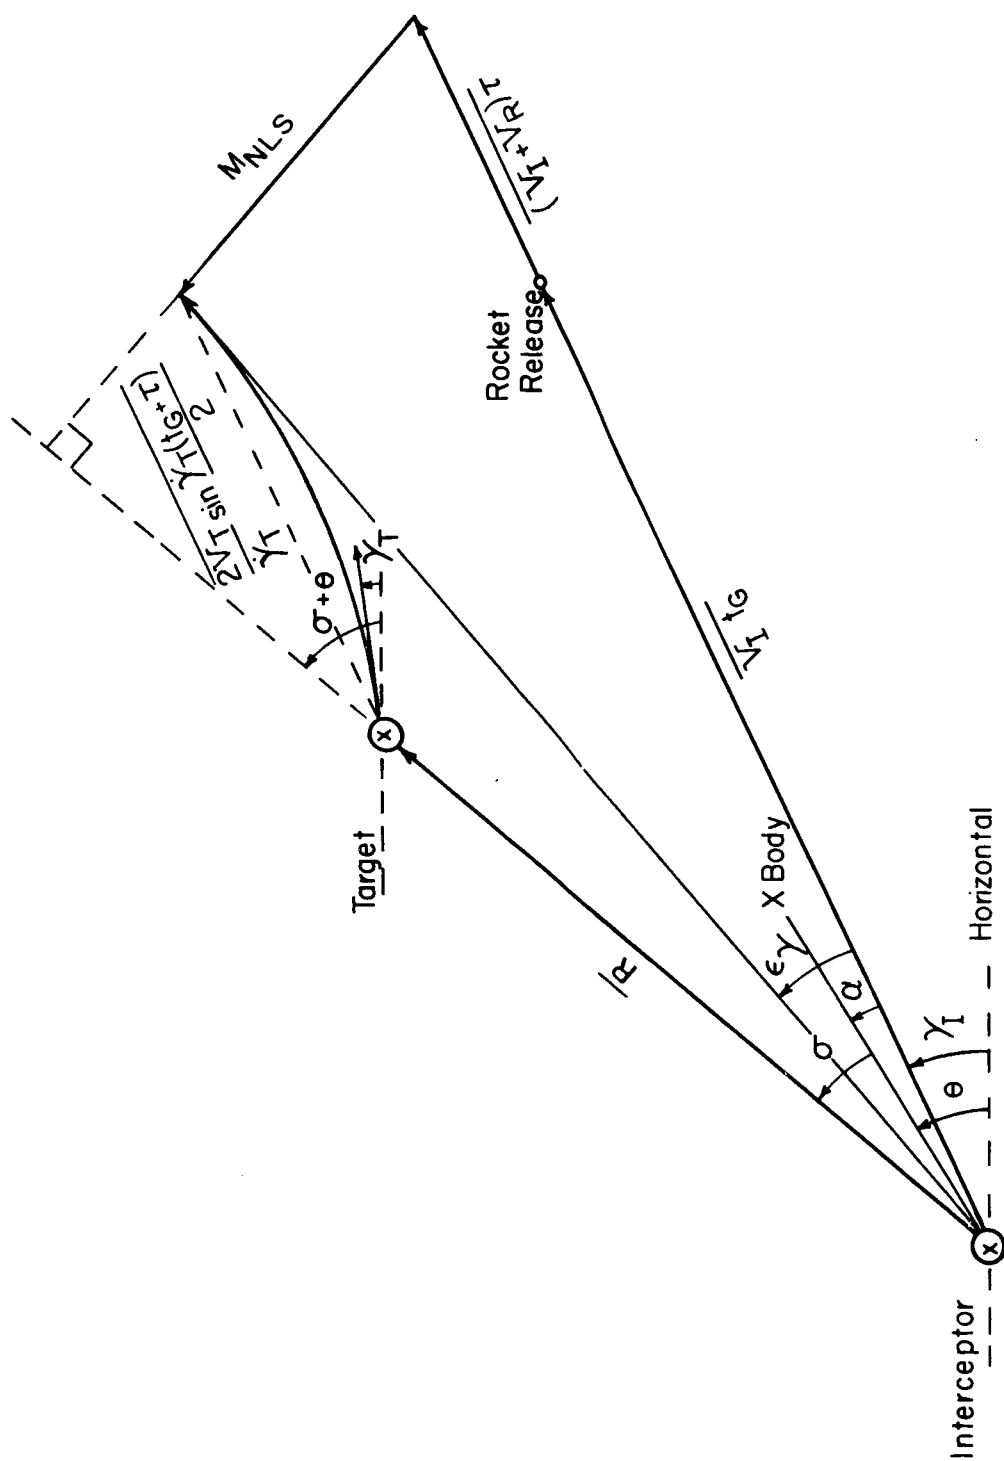 M_NLS
(V_I+V_R)τ
2V_T sin γ̇_T(t_G+τ)
2
γ̇_T
σ+θ
γ_T
Rocket
Release
V_I t_G
Target
R
X Body
ϵ_γ
σ
α
γ_I
θ
Horizontal
Interceptor